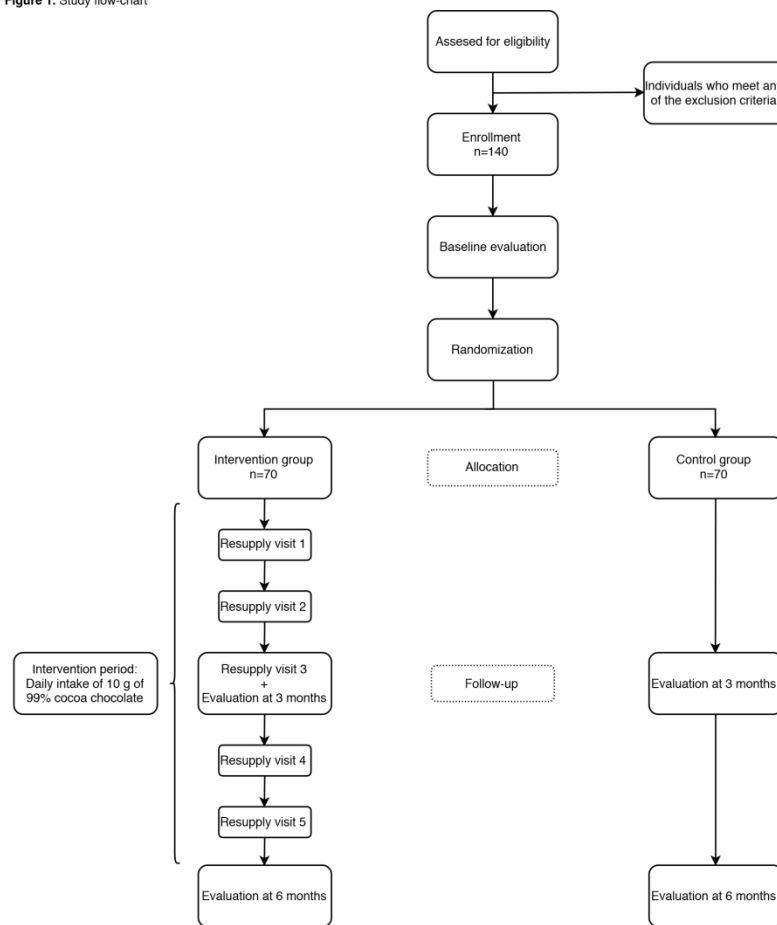 Figure 1. Study flow-chart
Assesed for eligibility
Individuals who meet
of the exclusion criteria
Enrollment
n=140
Baseline evaluation
Randomization
Intervention group
n=70
Allocation
Control group
n=70
Resupply visit 1
Resupply visit 2
Intervention period:
Daily intake of 10 g of
99% cocoa chocolate
Resupply visit 3
+
Evaluation at 3 months
Follow-up
Evaluation at 3 months
Resupply visit 4
Resupply visit 5
Evaluation at 6 months
Evaluation at 6 months